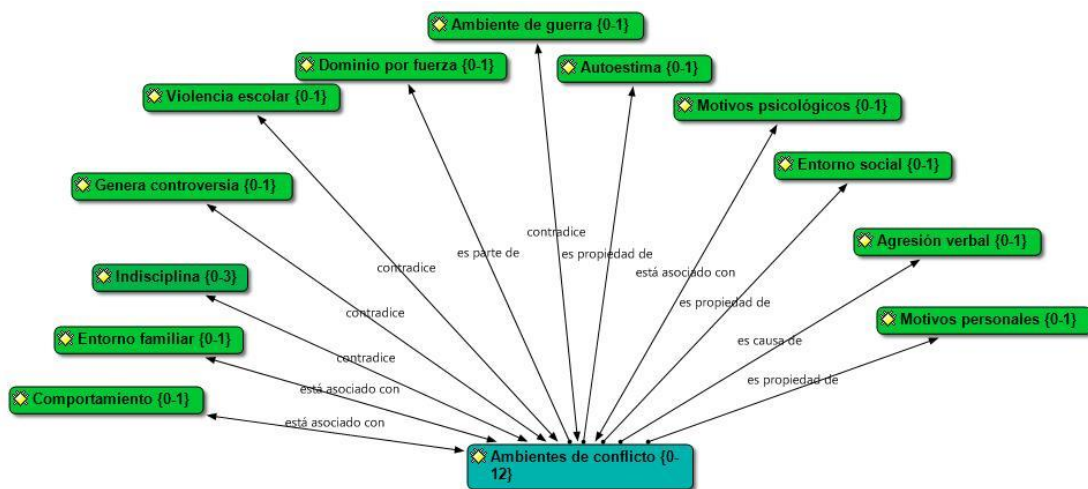 Ambiente de guerra {0-1}
Dominio por fuerza {0-1}
Autoestima {0-1}
Violencia escolar {0-1}
Motivos psicológicos {0-1}
Entorno social {0-1}
Genera controversia {0-1}
Agresión verbal {0-1}
Indisciplina {0-3}
Motivos personales {0-1}
Entorno familiar {0-1}
Comportamiento {0-1}
contradice
es parte de
contradice
es propiedad de
está asociado con
es propiedad de
contradice
es causa de
contradice
es propiedad de
está asociado con
está asociado con
Ambientes de conflicto {0-
12}